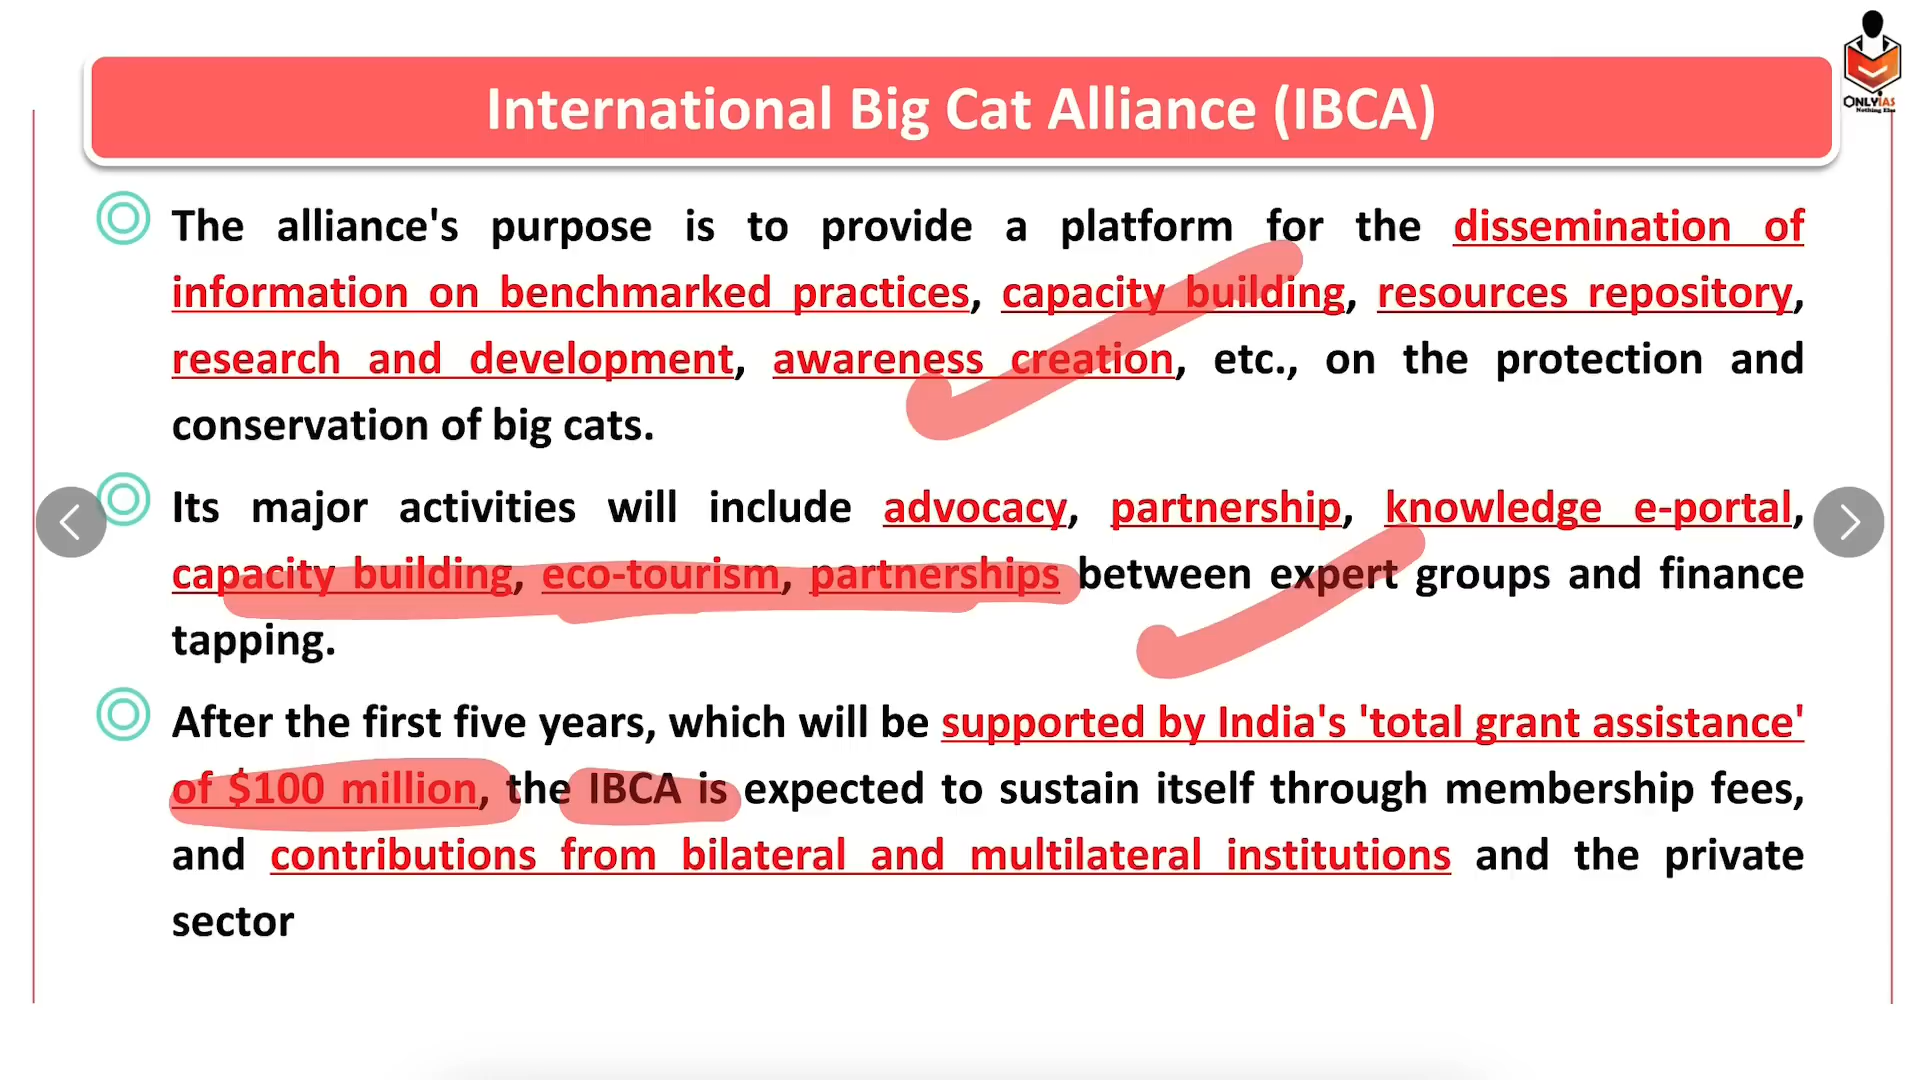 International Big Cat Alliance (IBCA)
ONLYIAS
Nothing Else
The alliance's purpose is to provide a platform for the dissemination of
information on benchmarked practices, capacity building, resources repository,
research and development, awareness creation, etc., on the protection and
conservation of big cats.
Its major activities will include advocacy, partnership, knowledge e-portal,
capacity building, eco-tourism, partnerships between expert groups and finance
tapping.
After the first five years, which will be supported by India's 'total grant assistance'
of $100 million, the IBCA is expected to sustain itself through membership fees,
and contributions from bilateral and multilateral institutions and the private
sector